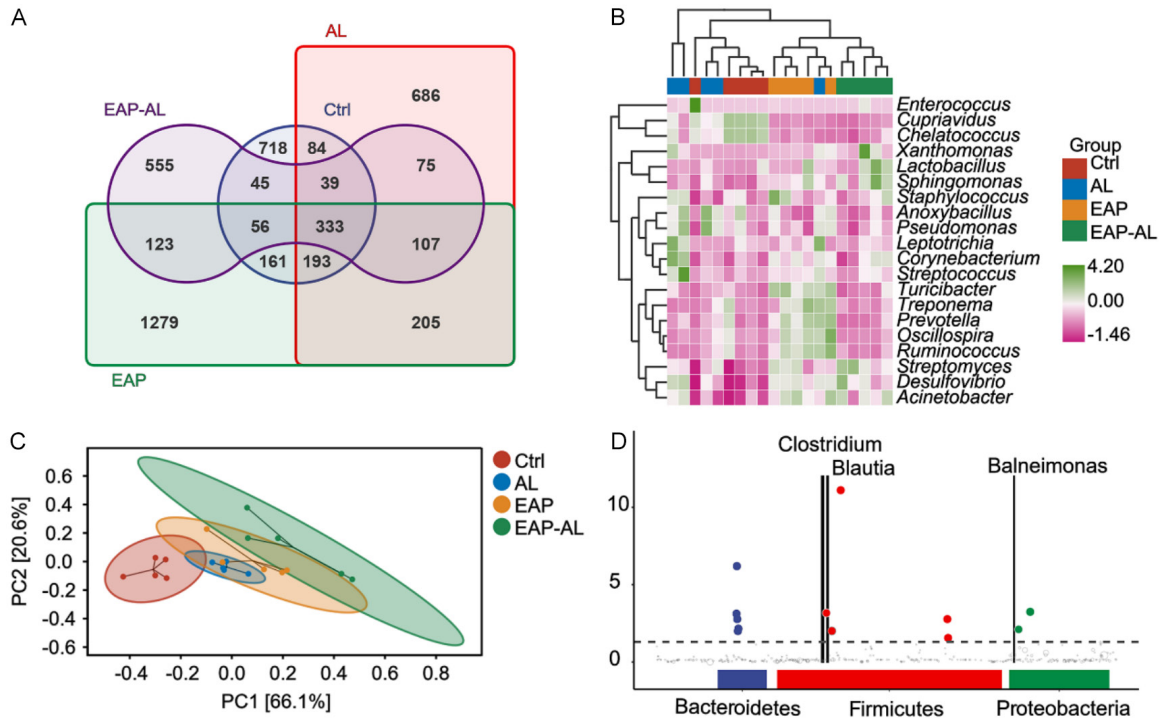 A
AL
686
EAP-AL
Ctrl
555
718
84
75
45
39
56
333
123
107
161
193
1279
205
EAP
B
Enterococcus
Cupriavidus
Chelatococcus
Xanthomonas
Lactobacillus
Sphingomonas
Staphylococcus
Anoxybacillus
Pseudomonas
Leptotrichia
Corynebacterium
Streptococcus
Turicibacter
Treponema
Prevotella
Oscillospira
Ruminococcus
Streptomyces
Desulfovibrio
Acinetobacter
Group
Ctrl
AL
EAP
EAP-AL
4.20
0.00
-1.46
C
PC2 [20.6%]
0.6
0.4
0.2
0.0
-0.2
-0.4
-0.6
-0.4
-0.2
0.0
0.2
0.4
0.6
0.8
PC1 [66.1%]
Ctrl
AL
EAP
EAP-AL
D
Clostridium
Blautia
Balneimonas
10
5
0
Bacteroidetes
Firmicutes
Proteobacteria